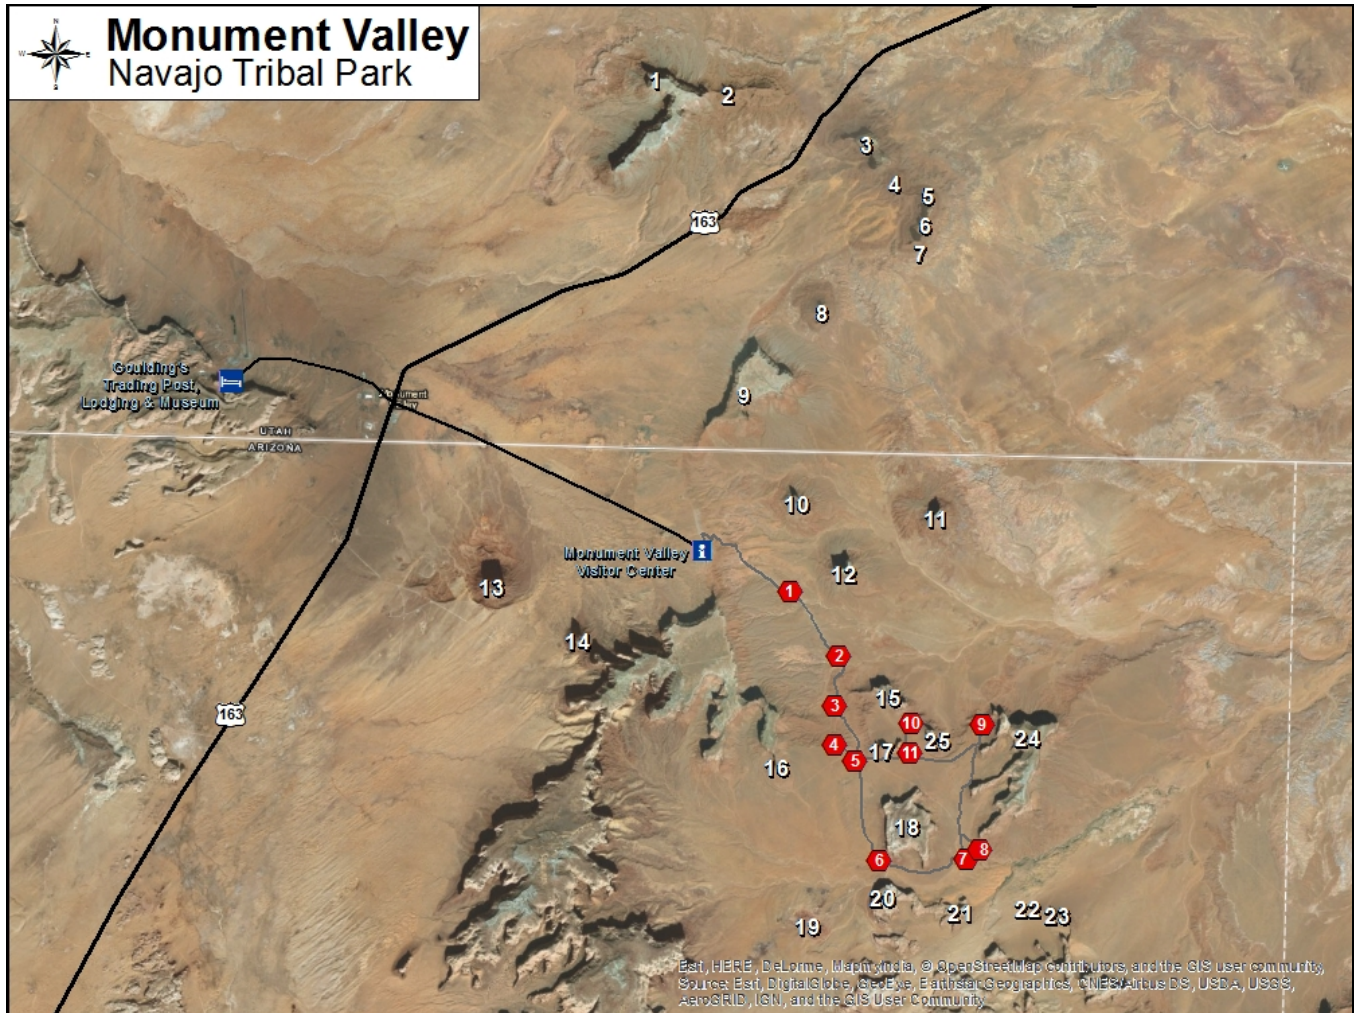 N
W E
S
Monument Valley
Navajo Tribal Park
1
2
3
4
5
6
7
163
8
Goulding's
Trading Post,
Lodging & Museum
Monument
9
UTAH
ARIZONA
10
11
Monument Valley
Visitor Center
12
13
1
14
2
15
3
163
10
9
4
25
24
17
11
5
16
18
8
7
6
20
21
22
23
19
Esri, HERE, DeLorme, MapmyIndia, © OpenStreetMap contributors, and the GIS user community,
Source: Esri, DigitalGlobe, GeoEye, Earthstar Geographics, CNES/Airbus DS, USDA, USGS,
AeroGRID, IGN, and the GIS User Community